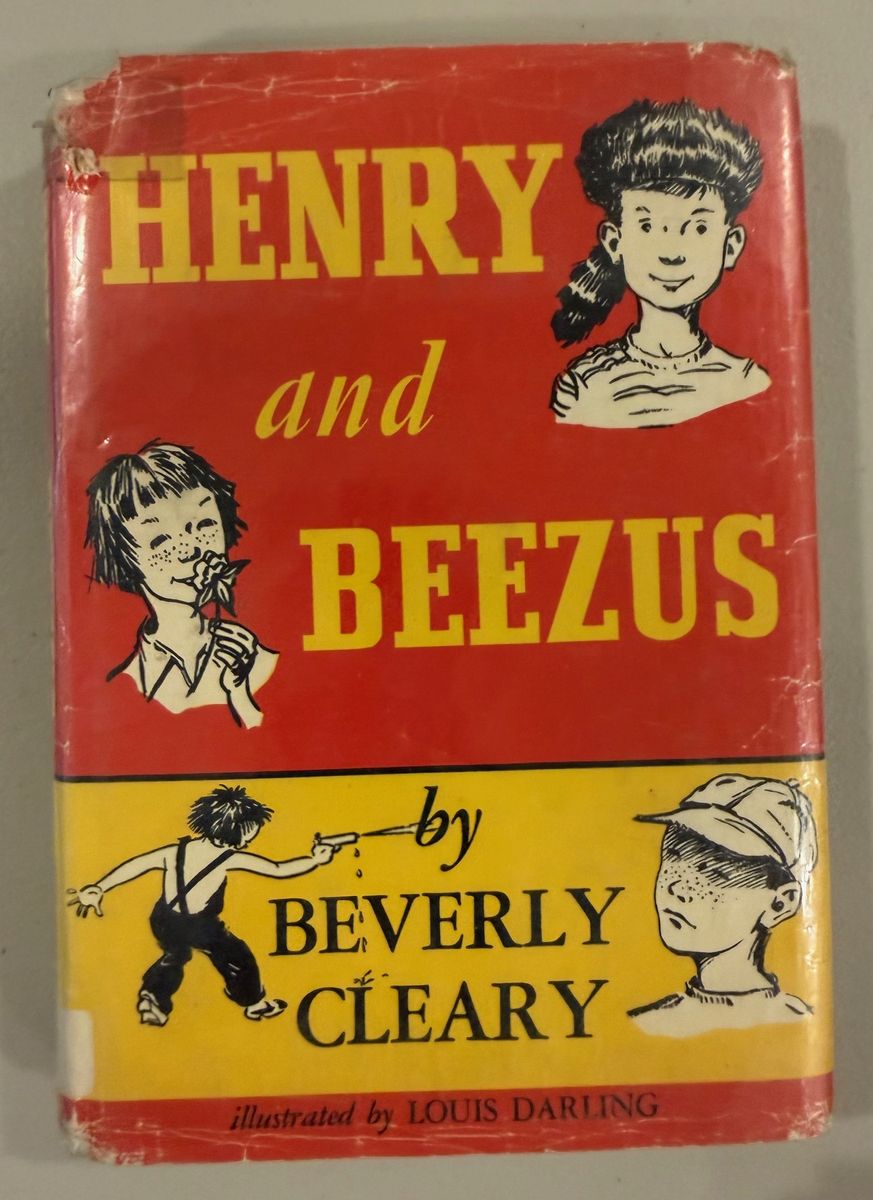 HENRY
and
BEEZUS
by
BEVERLY
CLEARY
illustrated by LOUIS DARLING